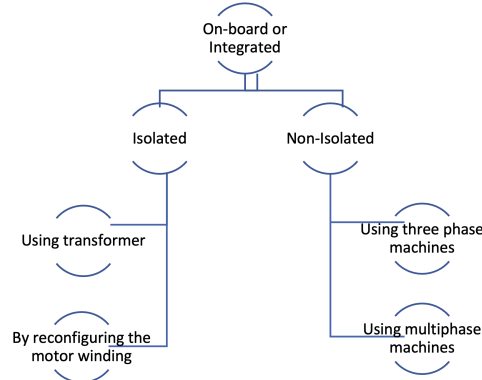 On-board or
Integrated
Isolated
Non-Isolated
Using transformer
Using three phase
machines
By reconfiguring the
motor winding
Using multiphase
machines